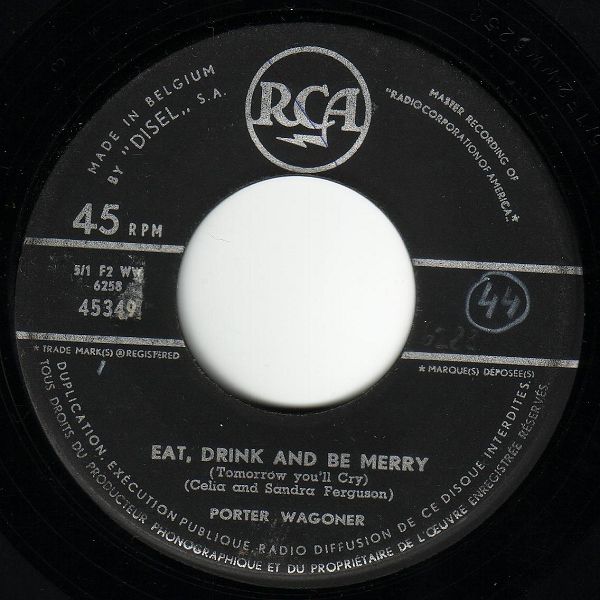 RCA
MADE IN BELGIUM
BY "DISEL„ S.A.
MASTER RECORDING OF
"RADIO CORPORATION OF AMERICA"*
45 RPM
5/1 F2 WW
6258
45349
44
* TRADE MARK(S) ® REGISTERED
* MARQUE(S) DÉPOSÉE(S)
EAT, DRINK AND BE MERRY
(Tomorrow you'll Cry)
(Celia and Sandra Ferguson)
PORTER WAGONER
DUPLICATION, EXÉCUTION PUBLIQUE, RADIO DIFFUSION DE CE DISQUE INTERDITES.
TOUS DROITS DU PRODUCTEUR PHONOGRAPHIQUE ET DU PROPRIÉTAIRE DE L'ŒUVRE ENREGISTRÉE RÉSERVÉS.